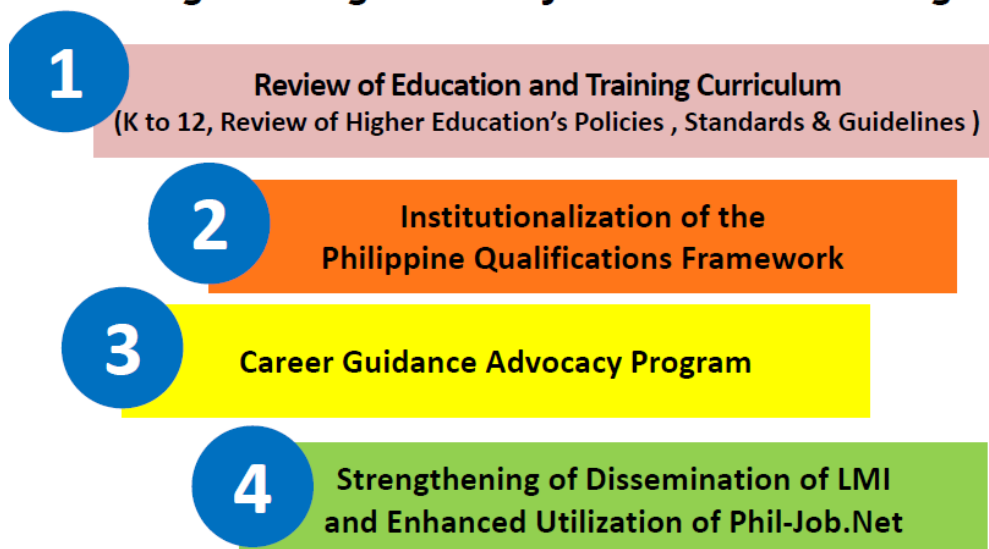 1
Review of Education and Training Curriculum
(K to 12, Review of Higher Education's Policies , Standards & Guidelines )
2
Institutionalization of the
Philippine Qualifications Framework
3
Career Guidance Advocacy Program
4
Strengthening of Dissemination of LMI
and Enhanced Utilization of Phil-Job.Net